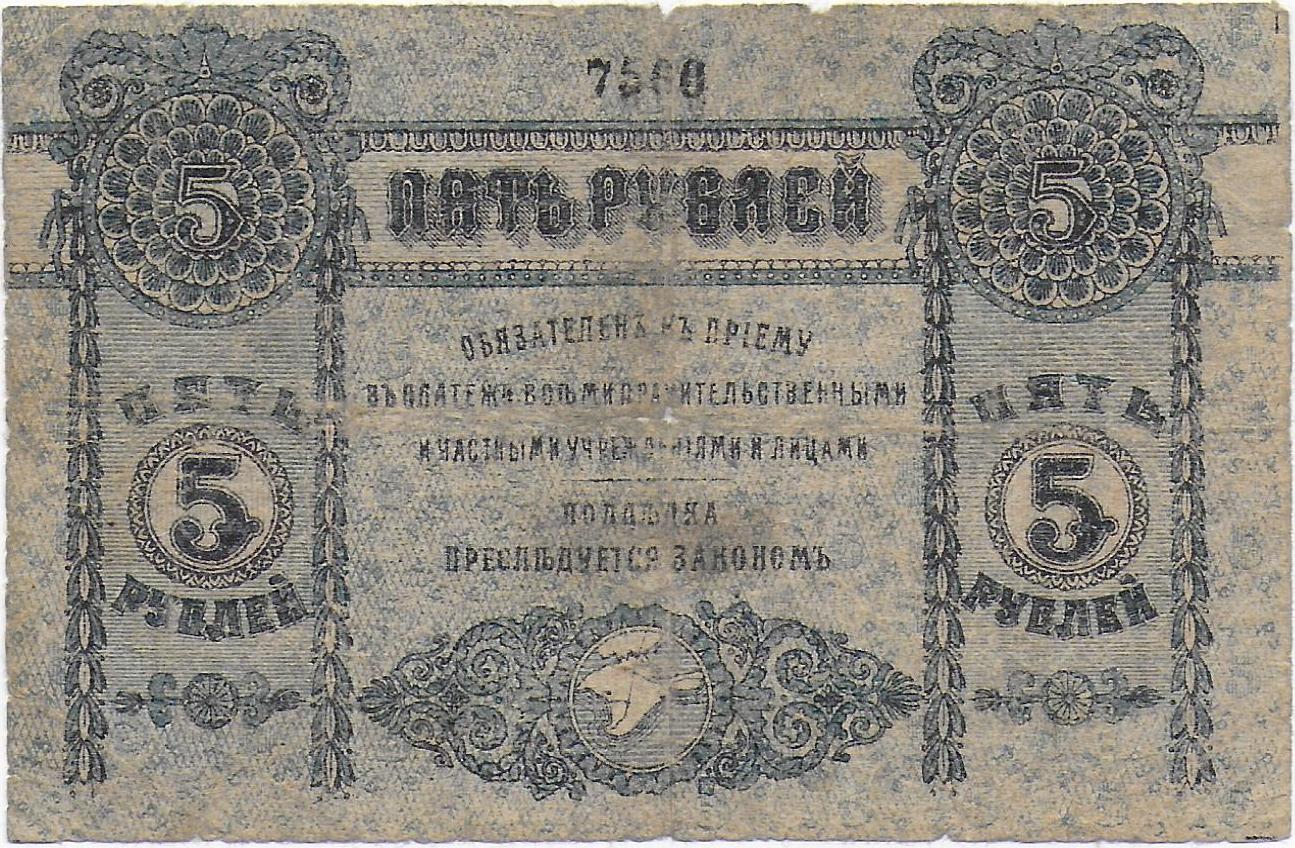 5
5
ПЯТЬ РУБЛЕЙ
ОБЯЗАТЕЛЕНЪ КЪ ПРІЕМУ
ВЪ ПЛАТЕЖЪ ВСѢМИ ПРАВИТЕЛЬСТВЕННЫМИ
И ЧАСТНЫМИ УЧРЕЖДЕНІЯМИ И ЛИЦАМИ
ПОДДѢЛКА
ПРЕСЛѢДУЕТСЯ ЗАКОНОМЪ
ПЯТЬ
5
РУБЛЕЙ
ПЯТЬ
5
РУБЛЕЙ